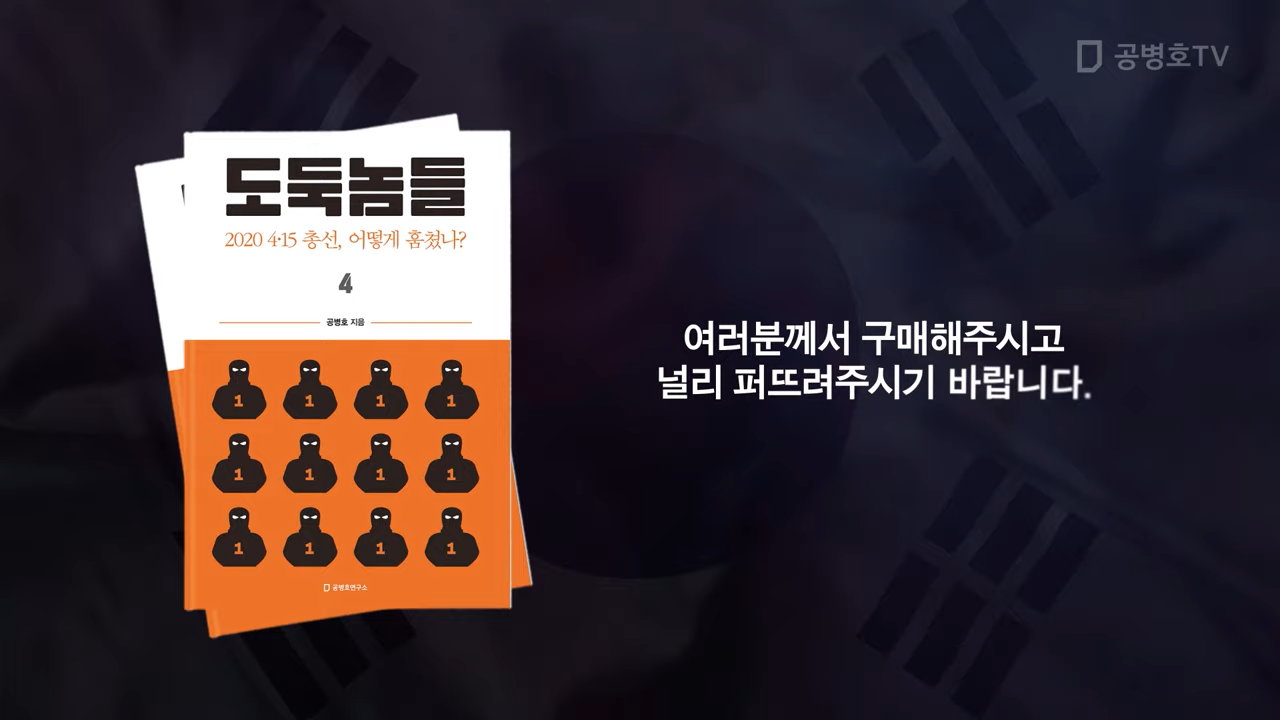 공병호TV
도둑놈들
2020 4·15 총선, 어떻게 훔쳤나?
4
공병호 지음
1 1 1 1
1 1 1 1
1 1 1 1
공병호연구소
여러분께서 구매해주시고
널리 퍼뜨려주시기 바랍니다.